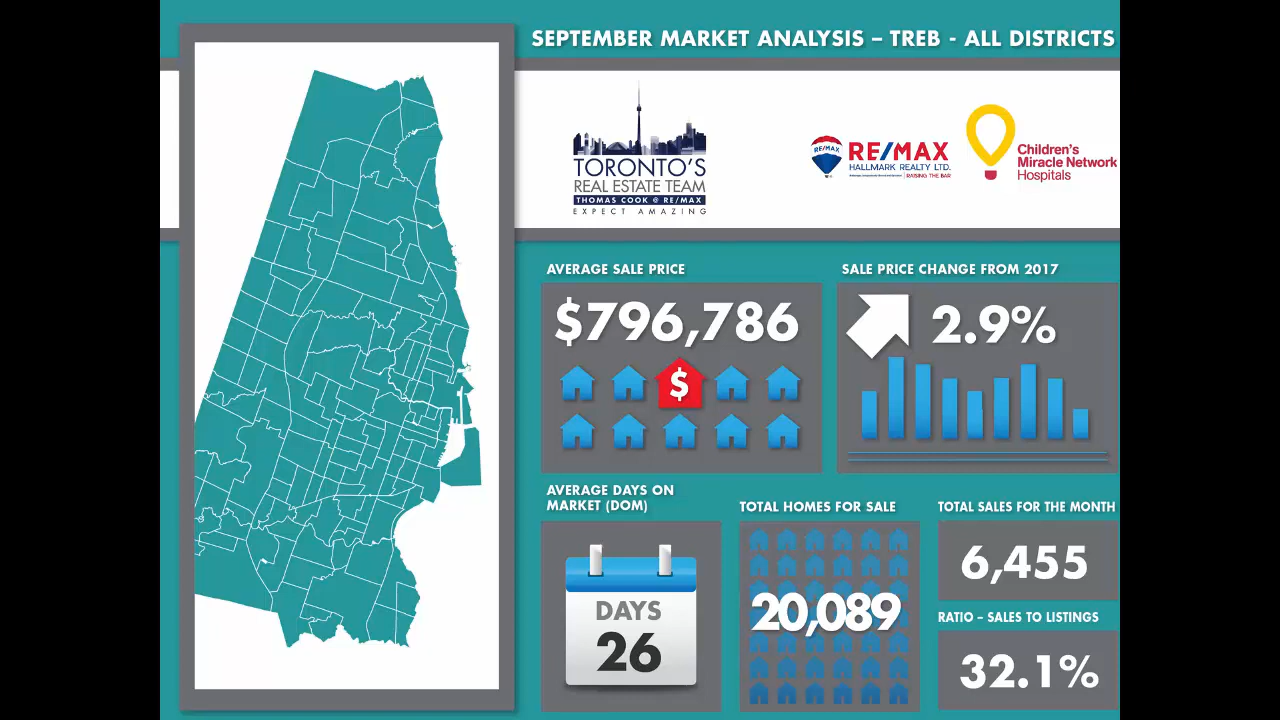 SEPTEMBER MARKET ANALYSIS – TREB - ALL DISTRICTS
TORONTO'S
REAL ESTATE TEAM
THOMAS COOK @ RE/MAX
EXPECT AMAZING
RE/MAX
RE/MAX
HALLMARK REALTY LTD.
RAISING THE BAR
Children's
Miracle Network
Hospitals
AVERAGE SALE PRICE
$796,786
$
SALE PRICE CHANGE FROM 2017
2.9%
AVERAGE DAYS ON
MARKET (DOM)
DAYS
26
TOTAL HOMES FOR SALE
20,089
TOTAL SALES FOR THE MONTH
6,455
RATIO – SALES TO LISTINGS
32.1%